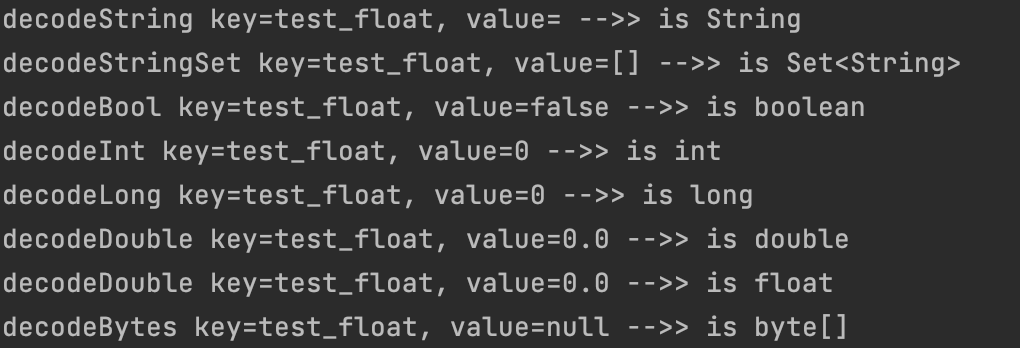 decodeString key=test_float, value= -->> is String
decodeStringSet key=test_float, value=[] -->> is Set<String>
decodeBool key=test_float, value=false -->> is boolean
decodeInt key=test_float, value=0 -->> is int
decodeLong key=test_float, value=0 -->> is long
decodeDouble key=test_float, value=0.0 -->> is double
decodeDouble key=test_float, value=0.0 -->> is float
decodeBytes key=test_float, value=null -->> is byte[]